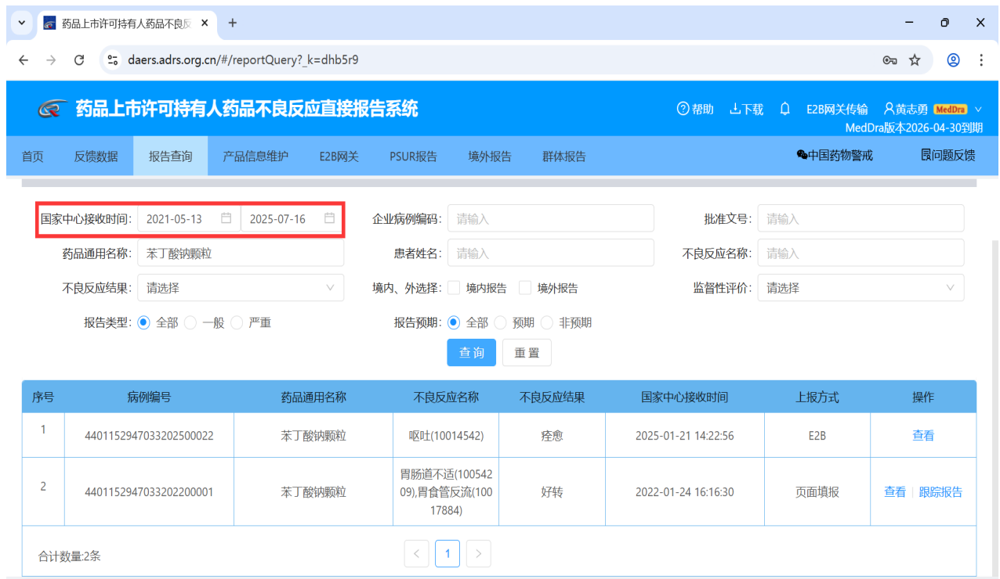 药品上市许可持有人药品不良反
daers.adrs.org.cn/#/reportQuery?_k=dhb5r9
药品上市许可持有人药品不良反应直接报告系统
帮助 下载 E2B网关传输 黄志勇 MedDra
MedDra版本2026-04-30到期
首页 反馈数据 报告查询 产品信息维护 E2B网关 PSUR报告 境外报告 群体报告 中国药物警戒 问题反馈
国家中心接收时间: 2021-05-13 2025-07-16 企业病例编码: 请输入 批准文号: 请输入
药品通用名称: 苯丁酸钠颗粒 患者姓名: 请输入 不良反应名称: 请输入
不良反应结果: 请选择 境内、外选择: 境内报告 境外报告 监督性评价: 请选择
报告类型: 全部 一般 严重 报告预期: 全部 预期 非预期
查询 重置
序号 病例编号 药品通用名称 不良反应名称 不良反应结果 国家中心接收时间 上报方式 操作
1 4401152947033202500022 苯丁酸钠颗粒 呕吐(10014542) 痊愈 2025-01-21 14:22:56 E2B 查看
2 4401152947033202200001 苯丁酸钠颗粒 胃肠道不适(100542
09),胃食管反流(100
17884) 好转 2022-01-24 16:16:30 页面填报 查看 跟踪报告
合计数量:2条 < 1 >